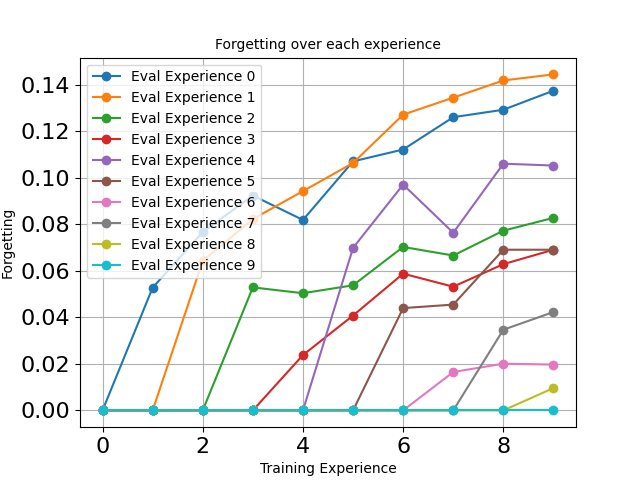 Forgetting over each experience
0.14
0.12
0.10
0.08
0.06
0.04
0.02
0.00
Forgetting
Eval Experience 0
Eval Experience 1
Eval Experience 2
Eval Experience 3
Eval Experience 4
Eval Experience 5
Eval Experience 6
Eval Experience 7
Eval Experience 8
Eval Experience 9
0 2 4 6 8
Training Experience